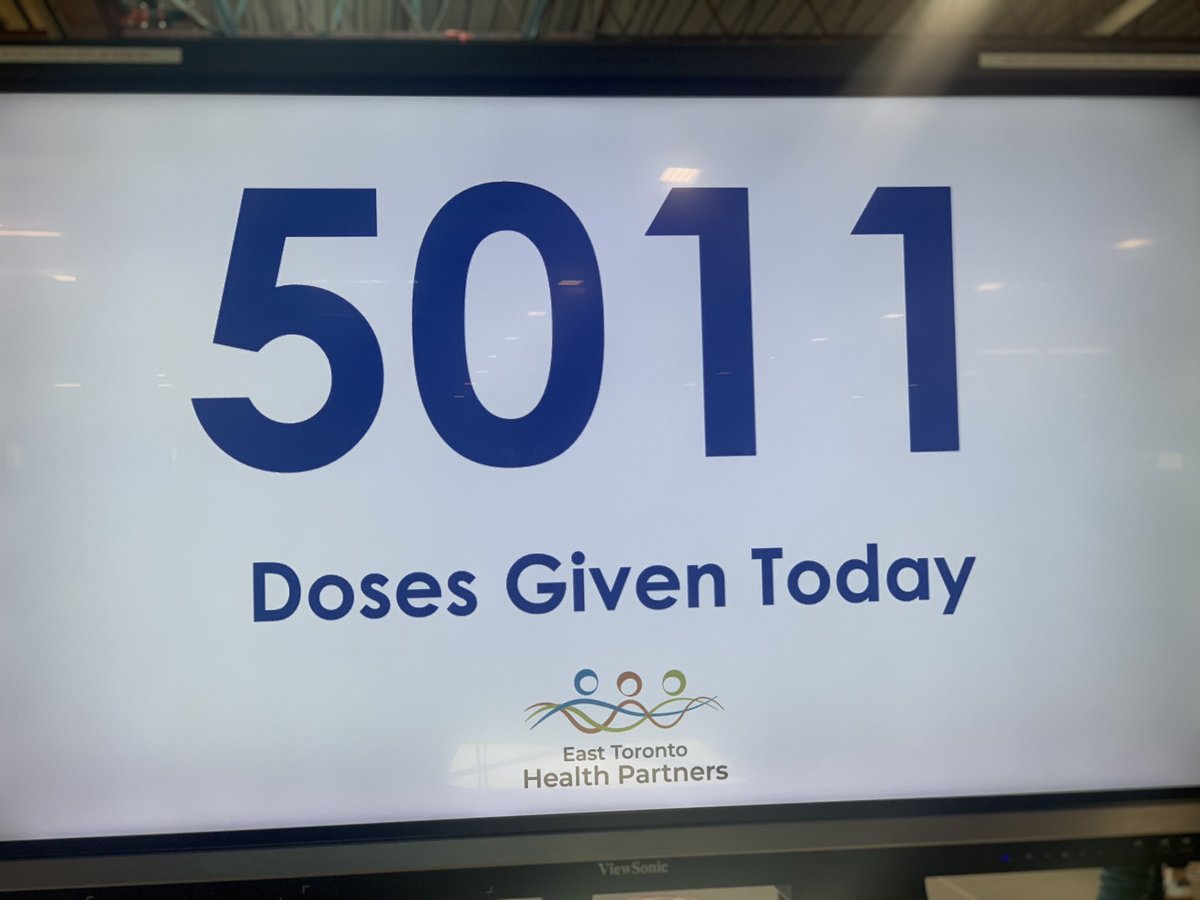 5011
Doses Given Today
East Toronto
Health Partners
ViewSonic